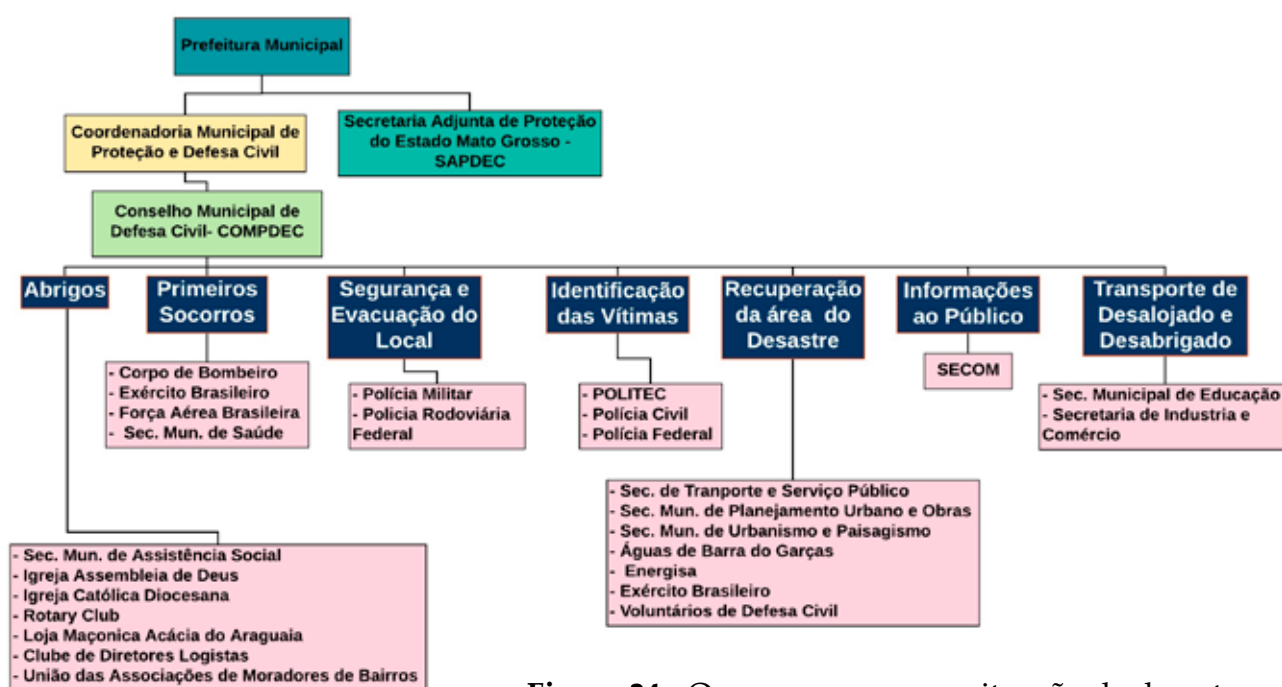 Prefeitura Municipal
Coordenadoria Municipal de
Proteção e Defesa Civil
Secretaria Adjunta de Proteção
do Estado Mato Grosso -
SAPDEC
Conselho Municipal de
Defesa Civil- COMPDEC
Abrigos
Primeiros
Socorros
Segurança e
Evacuação do
Local
Identificação
das Vítimas
Recuperação
da área do
Desastre
Informações
ao Público
Transporte de
Desalojado e
Desabrigado
- Corpo de Bombeiro
- Exército Brasileiro
- Força Aérea Brasileira
- Sec. Mun. de Saúde
- Polícia Militar
- Policia Rodoviária
Federal
- POLITEC
- Polícia Civil
- Polícia Federal
SECOM
- Sec. Municipal de Educação
- Secretaria de Industria e
Comércio
- Sec. de Tranporte e Serviço Público
- Sec. Mun. de Planejamento Urbano e Obras
- Sec. Mun. de Urbanismo e Paisagismo
- Águas de Barra do Garças
- Energisa
- Exército Brasileiro
- Voluntários de Defesa Civil
- Sec. Mun. de Assistência Social
- Igreja Assembleia de Deus
- Igreja Católica Diocesana
- Rotary Club
- Loja Maçonica Acácia do Araguaia
- Clube de Diretores Logistas
- União das Associações de Moradores de Bairros